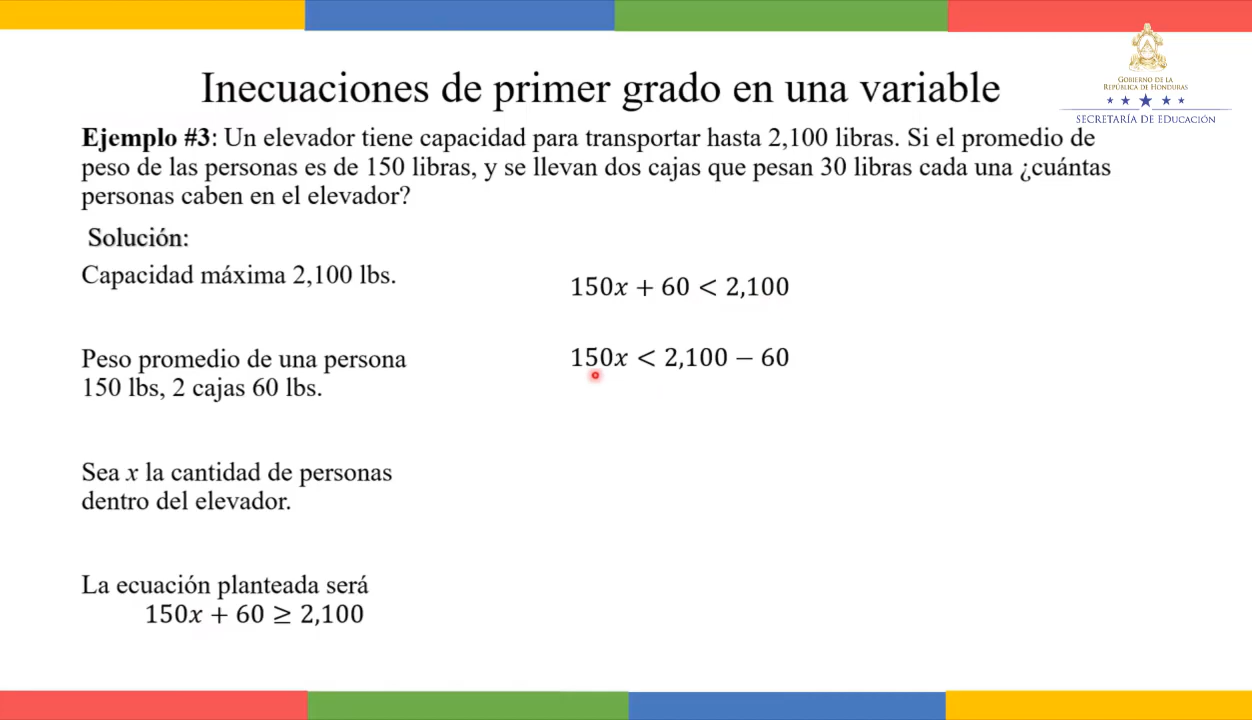 Inecuaciones de primer grado en una variable
GOBIERNO DE LA
REPÚBLICA DE HONDURAS
SECRETARÍA DE EDUCACIÓN
Ejemplo #3: Un elevador tiene capacidad para transportar hasta 2,100 libras. Si el promedio de
peso de las personas es de 150 libras, y se llevan dos cajas que pesan 30 libras cada una ¿cuántas
personas caben en el elevador?
Solución:
Capacidad máxima 2,100 lbs.
Peso promedio de una persona
150 lbs, 2 cajas 60 lbs.
Sea x la cantidad de personas
dentro del elevador.
La ecuación planteada será
150x + 60 ≥ 2,100
150x + 60 < 2,100
150x < 2,100 − 60